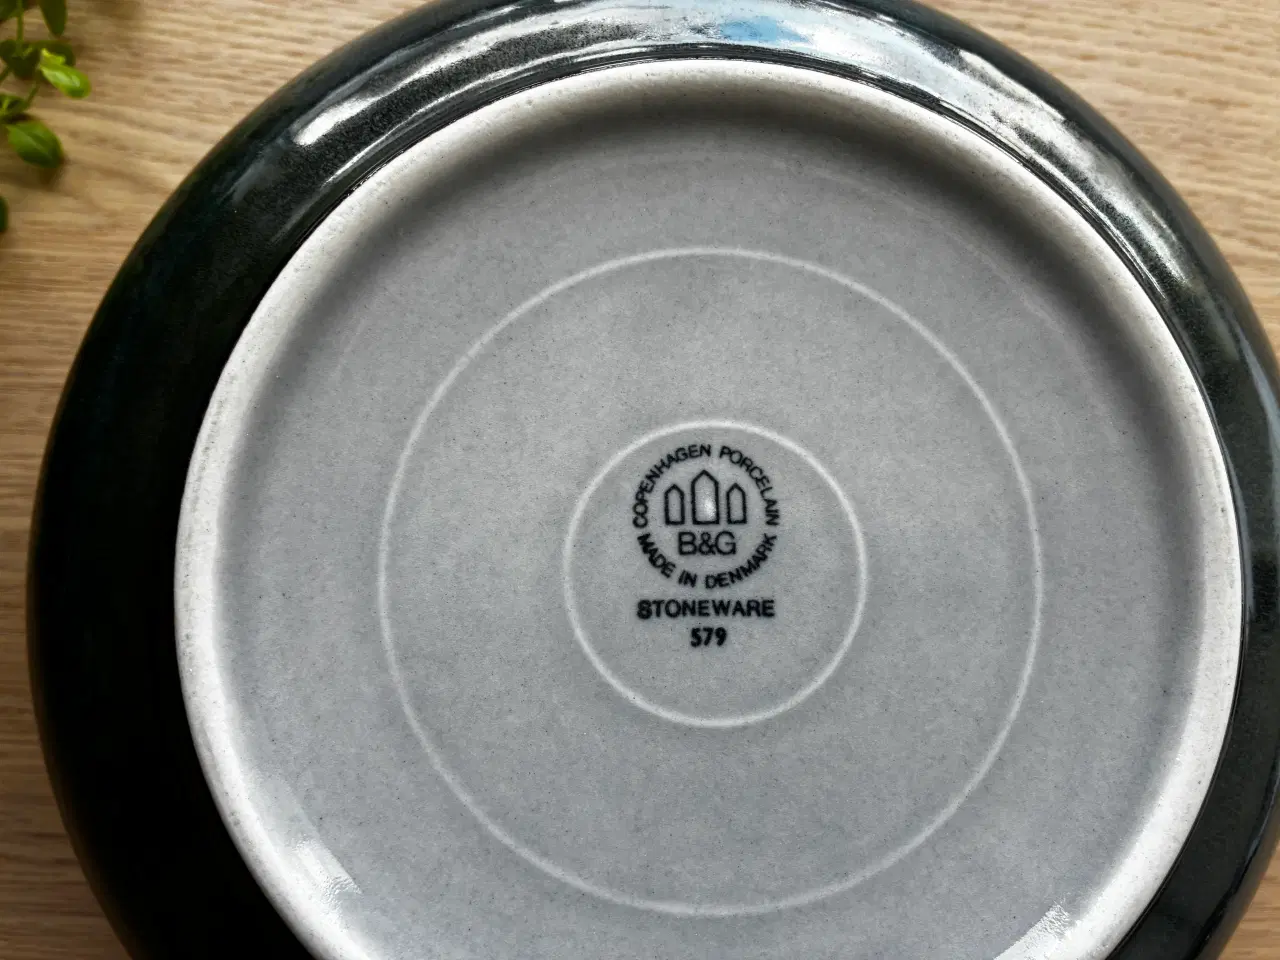 COPENHAGEN PORCELAIN
B&G
MADE IN DENMARK
STONEWARE
579